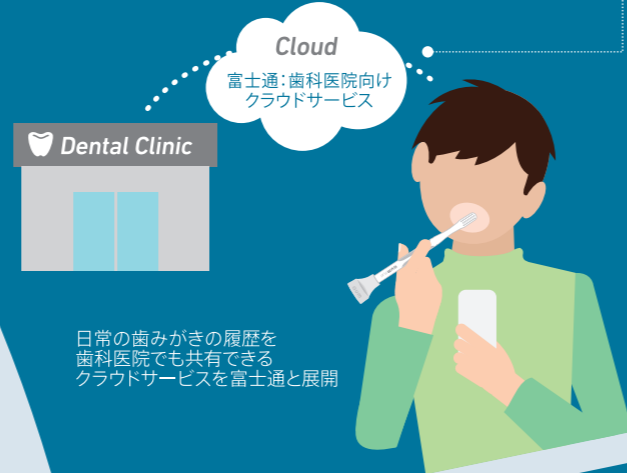 Cloud
富士通：歯科医院向け
クラウドサービス
Dental Clinic
日常の歯みがきの履歴を
歯科医院でも共有できる
クラウドサービスを富士通と展開